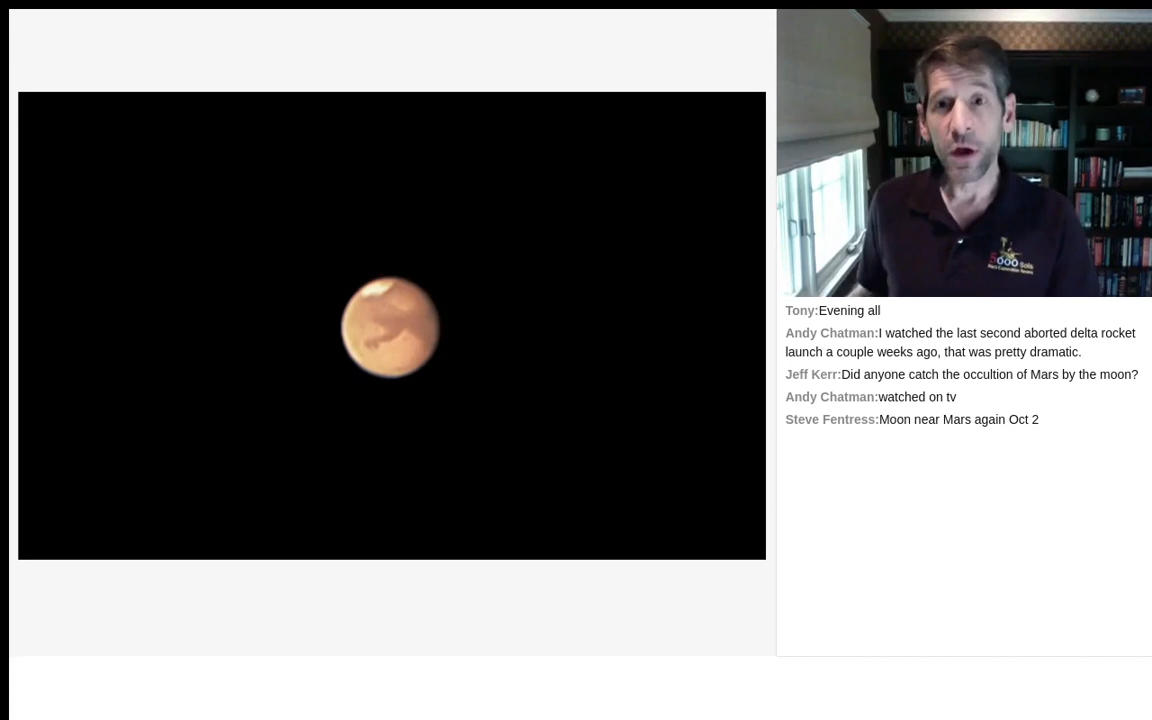 5000 Sols
Tony:Evening all
Andy Chatman:I watched the last second aborted delta rocket
launch a couple weeks ago, that was pretty dramatic.
Jeff Kerr:Did anyone catch the occultion of Mars by the moon?
Andy Chatman:watched on tv
Steve Fentress:Moon near Mars again Oct 2